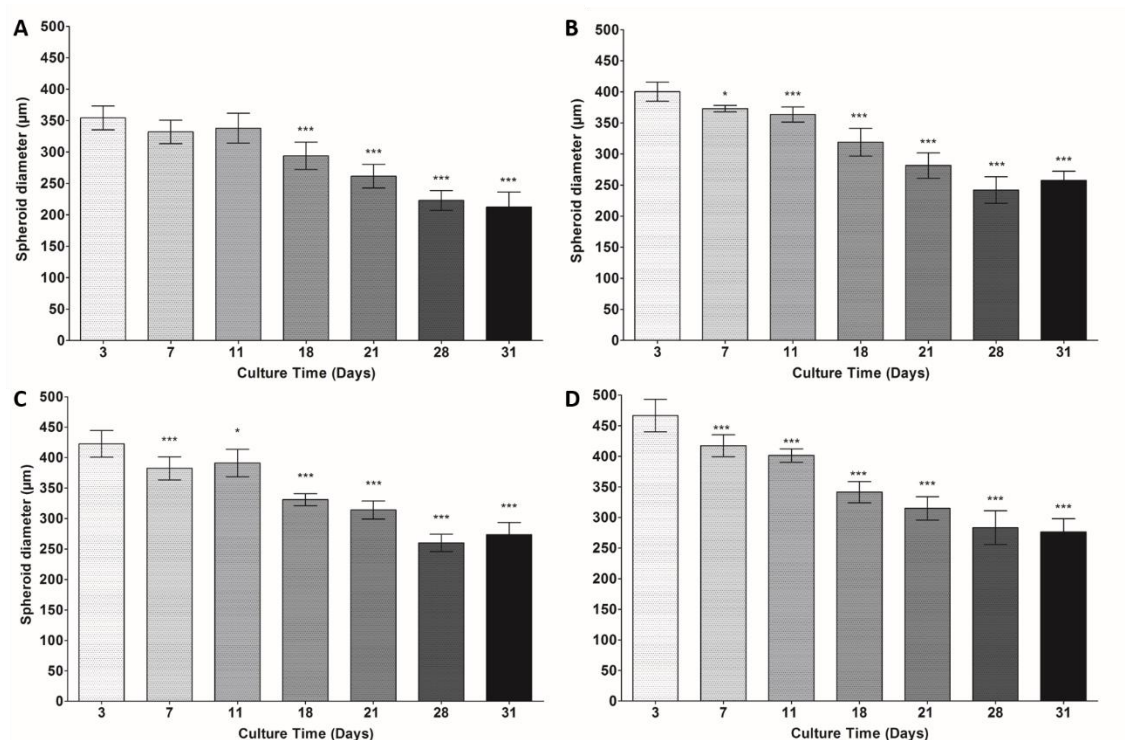 A
Spheroid diameter (µm)
500
450
400
350
300
250
200
150
100
50
0
*** *** *** ***
3 7 11 18 21 28 31
Culture Time (Days)
B
Spheroid diameter (µm)
500
450
400
350
300
250
200
150
100
50
0
* *** *** *** *** ***
3 7 11 18 21 28 31
Culture Time (Days)
C
Spheroid diameter (µm)
500
450
400
350
300
250
200
150
100
50
0
*** * *** *** *** ***
3 7 11 18 21 28 31
Culture Time (Days)
D
500
450
400
350
300
250
200
150
100
50
0
*** *** *** *** *** ***
3 7 11 18 21 28 31
Culture Time (Days)